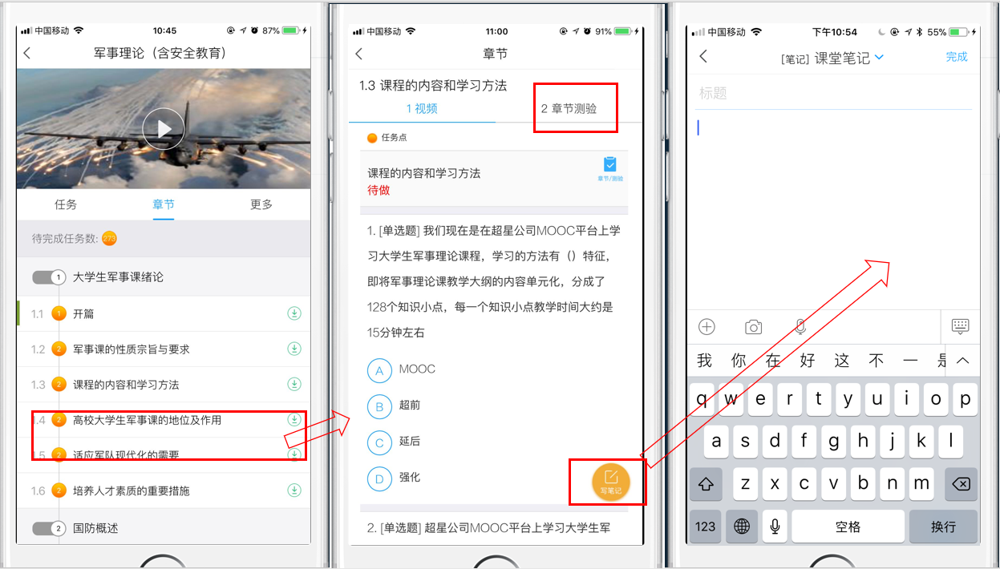 中国移动
10:45
87%
军事理论（含安全教育）
任务
章节
更多
待完成任务数: 273
1
大学生军事课绪论
1.1
1
开篇
1.2
2
军事课的性质宗旨与要求
1.3
2
课程的内容和学习方法
1.4
2
高校大学生军事课的地位及作用
1.5
2
适应军队现代化的需要
1.6
2
培养人才素质的重要措施
2
国防概述
中国移动
11:00
91%
章节
1.3 课程的内容和学习方法
1 视频
2 章节测验
任务点
课程的内容和学习方法
待做
章节/测验
1. [单选题] 我们现在是在超星公司MOOC平台上学
习大学生军事理论课程，学习的方法有（）特征，
即将军事理论课教学大纲的内容单元化，分成了
128个知识小点，每一个知识小点教学时间大约是
15分钟左右
A
MOOC
B
超前
C
延后
D
强化
写笔记
2. [单选题] 超星公司MOOC平台上学习大学生军
中国移动
下午10:54
55%
[笔记] 课堂笔记
完成
标题
我 你 在 好 这 不 一 是
q w e r t y u i o p
a s d f g h j k l
z x c v b n m
123
空格
换行